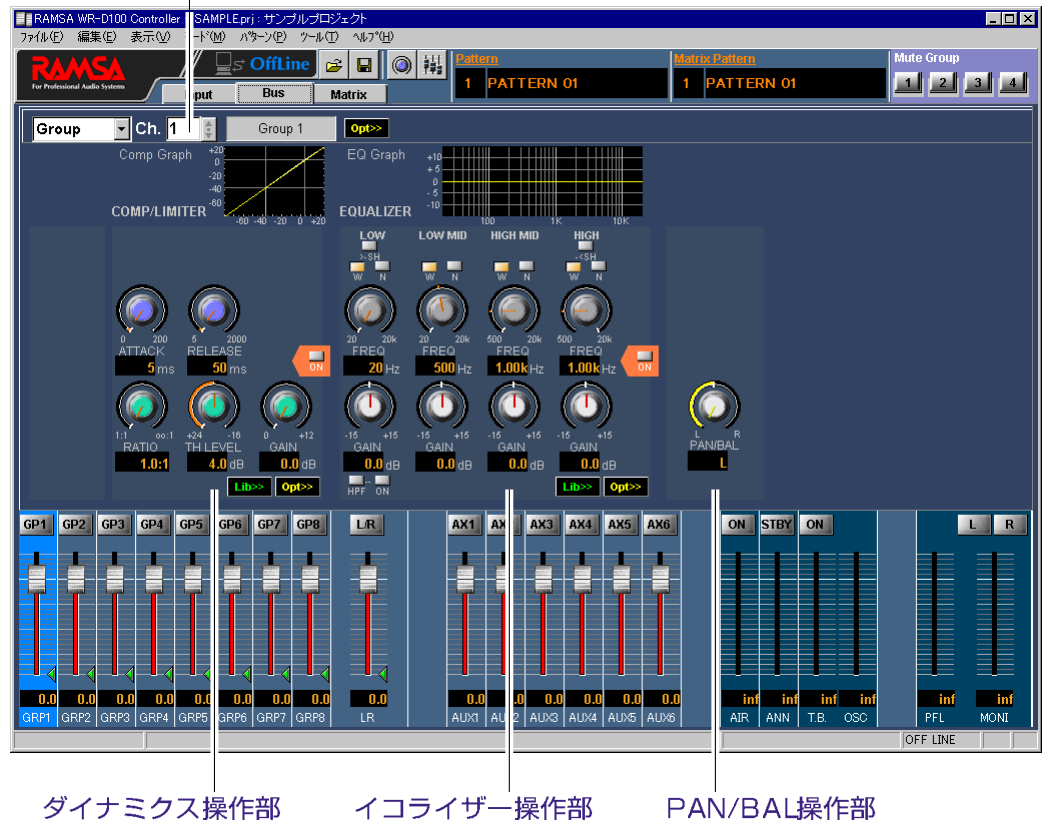 RAMSA WR-D100 Controller SAMPLE.prj : サンプルプロジェクト
ファイル(F) 編集(E) 表示(V) モード(M) パターン(P) ツール(T) ヘルプ(H)
RAMSA
For Professional Audio Systems
OffLine
Pattern
1 PATTERN 01
Matrix Pattern
1 PATTERN 01
Mute Group
1 2 3 4
Input Bus Matrix
Group Ch. 1 Group 1 Opt>>
Comp Graph
+20
0
-20
-40
-60
-60 -40 -20 0 +20
COMP/LIMITER
EQ Graph
+10
+5
0
-5
-10
100 1K 10K
EQUALIZER
LOW LOW MID HIGH MID HIGH
>-SH -<SH
W N W N W N W N
0 200 5 2000
ATTACK RELEASE
5 ms 50 ms
ON
20 20k 20 20k 500 20k 500 20k
FREQ FREQ FREQ FREQ
20 Hz 500 Hz 1.00k Hz 1.00k Hz
ON
1:1 oo:1 +24 -16 0 +12
RATIO TH LEVEL GAIN
1.0:1 4.0 dB 0.0 dB
Lib>> Opt>>
-15 +15 -15 +15 -15 +15 -15 +15
GAIN GAIN GAIN GAIN
0.0 dB 0.0 dB 0.0 dB 0.0 dB
HPF ON
Lib>> Opt>>
L R
PAN/BAL
L
GP1 GP2 GP3 GP4 GP5 GP6 GP7 GP8 L/R AX1 AX2 AX3 AX4 AX5 AX6 ON STBY ON L R
0.0 0.0 0.0 0.0 0.0 0.0 0.0 0.0 0.0 0.0 0.0 0.0 0.0 0.0 0.0 inf inf inf inf inf inf
GRP1 GRP2 GRP3 GRP4 GRP5 GRP6 GRP7 GRP8 LR AUX1 AUX2 AUX3 AUX4 AUX5 AUX6 AIR ANN T.B. OSC PFL MONI
OFF LINE
ダイナミクス操作部 イコライザー操作部 PAN/BAL操作部